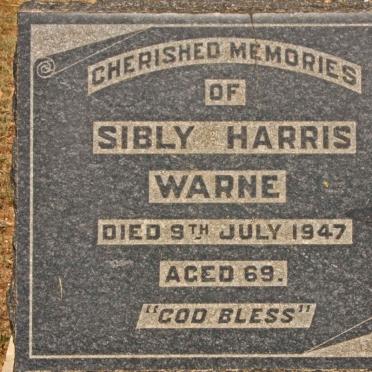 CHERISHED MEMORIES
OF
SIBLY HARRIS
WARNE
DIED 9TH JULY 1947
AGED 69.
"GOD BLESS"